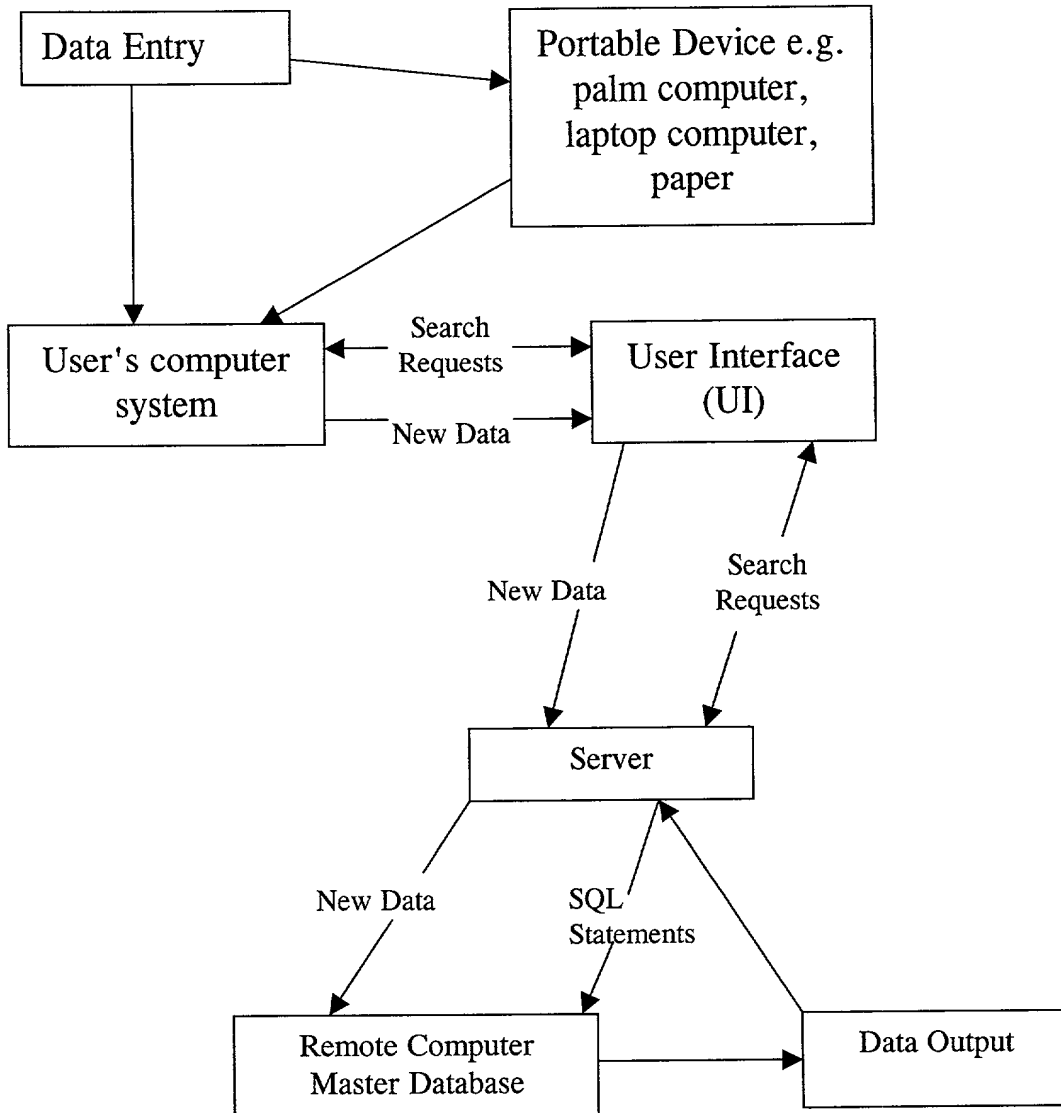 Data Entry
Portable Device e.g.
palm computer,
laptop computer,
paper
User's computer
system
Search
Requests
New Data
User Interface
(UI)
New Data
Search
Requests
Server
New Data
SQL
Statements
Remote Computer
Master Database
Data Output